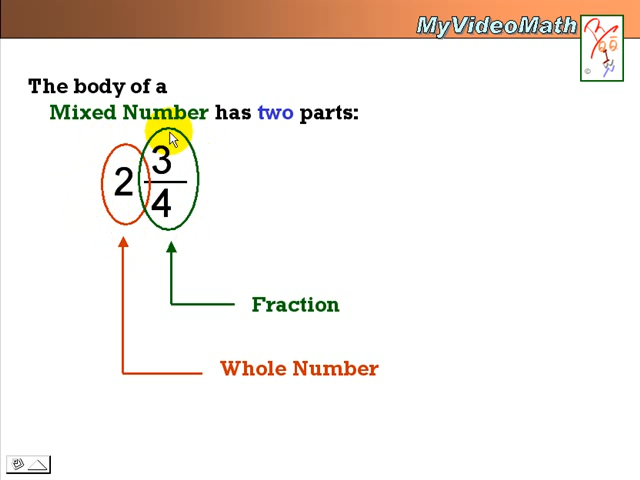 MyVideoMath
The body of a
Mixed Number has two parts:
2 3/4
Fraction
Whole Number